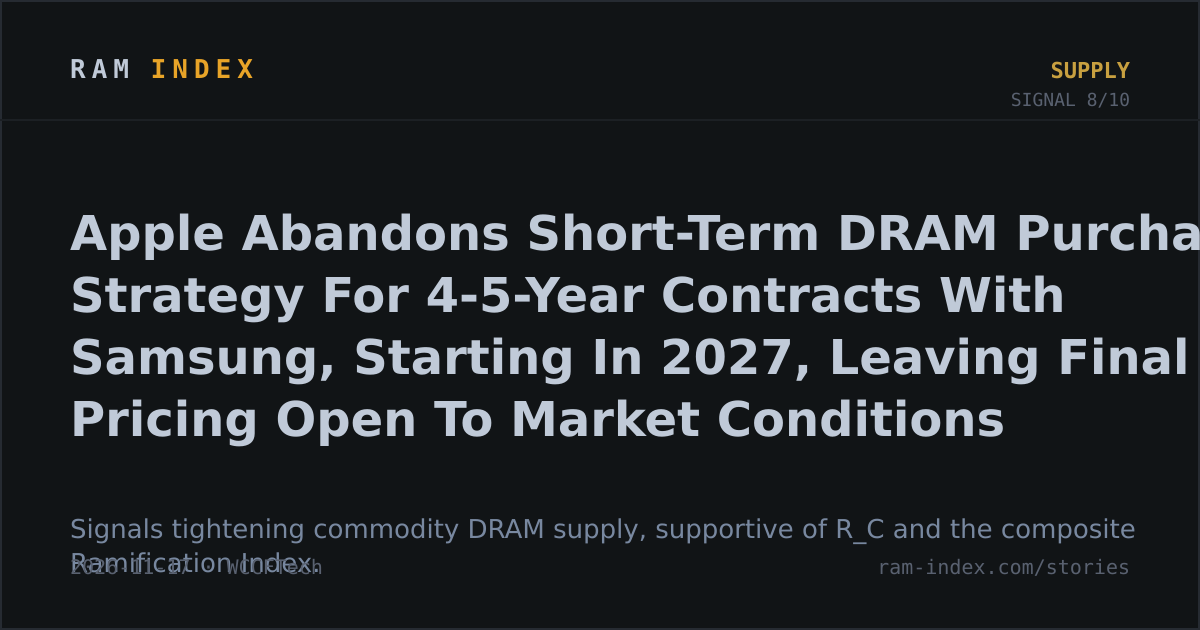 RAM INDEX
SUPPLY
SIGNAL 8/10
Apple Abandons Short-Term DRAM Purcha
Strategy For 4-5-Year Contracts With
Samsung, Starting In 2027, Leaving Final
Pricing Open To Market Conditions
Signals tightening commodity DRAM supply, supportive of R_C and the composite
Ramification Index.
WCCFTech
ram-index.com/stories